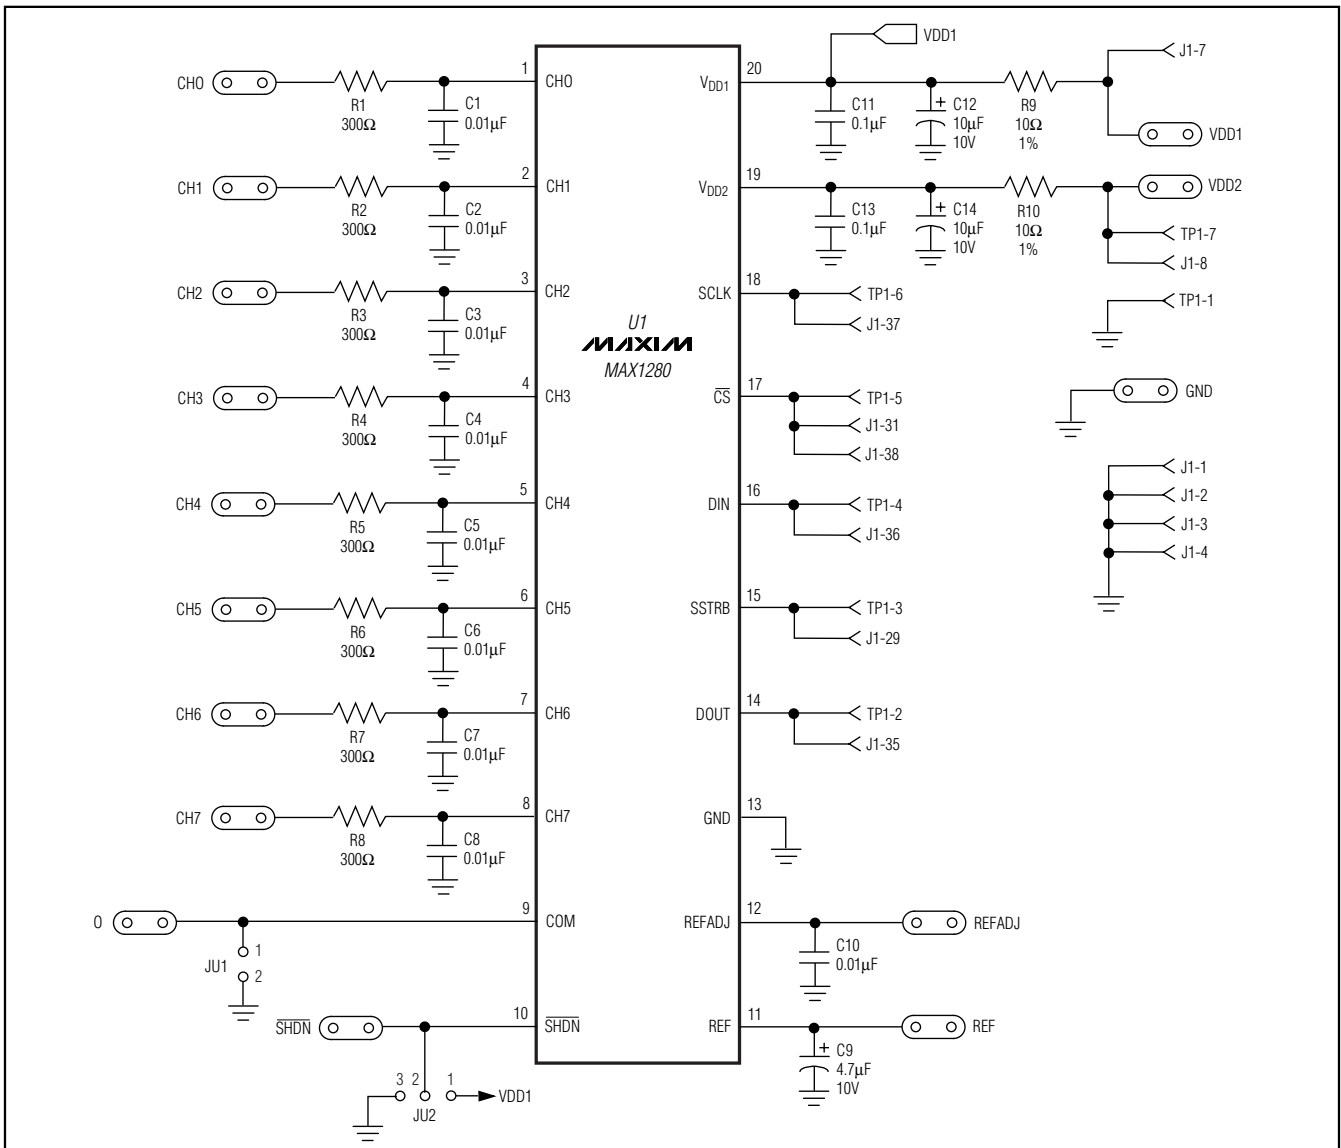 CH0
R1
300Ω
C1
0.01µF
1
CH0
CH1
R2
300Ω
C2
0.01µF
2
CH1
CH2
R3
300Ω
C3
0.01µF
3
CH2
CH3
R4
300Ω
C4
0.01µF
4
CH3
CH4
R5
300Ω
C5
0.01µF
5
CH4
CH5
R6
300Ω
C6
0.01µF
6
CH5
CH6
R7
300Ω
C7
0.01µF
7
CH6
CH7
R8
300Ω
C8
0.01µF
8
CH7
O
9
COM
JU1
1
2
SHDN
10
SHDN
3 2 1
VDD1
JU2
U1
MAXIM
MAX1280
VDD1
20
VDD1
C11
0.1µF
+ C12
10µF
10V
R9
10Ω
1%
J1-7
VDD1
19
VDD2
C13
0.1µF
+ C14
10µF
10V
R10
10Ω
1%
VDD2
TP1-7
J1-8
TP1-1
GND
J1-1
J1-2
J1-3
J1-4
18
SCLK
TP1-6
J1-37
17
CS
TP1-5
J1-31
J1-38
16
DIN
TP1-4
J1-36
15
SSTRB
TP1-3
J1-29
14
DOUT
TP1-2
J1-35
13
GND
12
REFADJ
C10
0.01µF
REFADJ
11
REF
+ C9
4.7µF
10V
REF